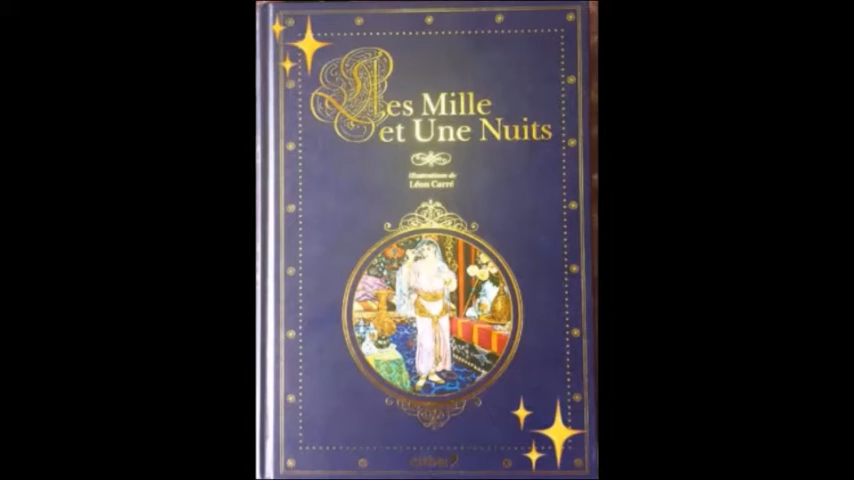 Les Mille
et Une Nuits
Illustrations de
Léon Carré